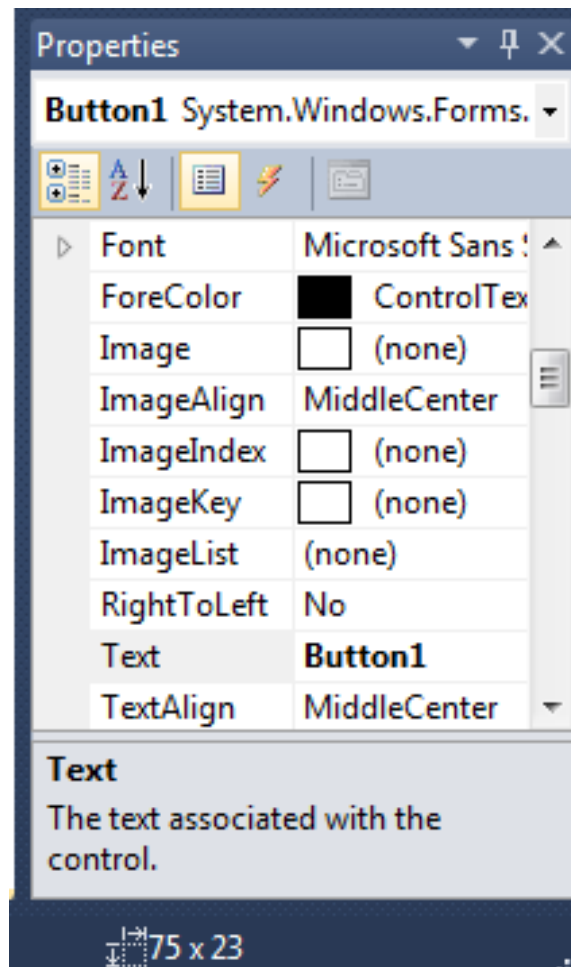 Properties
Button1 System.Windows.Forms.
A
Z
Font Microsoft Sans
ForeColor ControlTex
Image (none)
ImageAlign MiddleCenter
ImageIndex (none)
ImageKey (none)
ImageList (none)
RightToLeft No
Text Button1
TextAlign MiddleCenter
Text
The text associated with the
control.
75 x 23